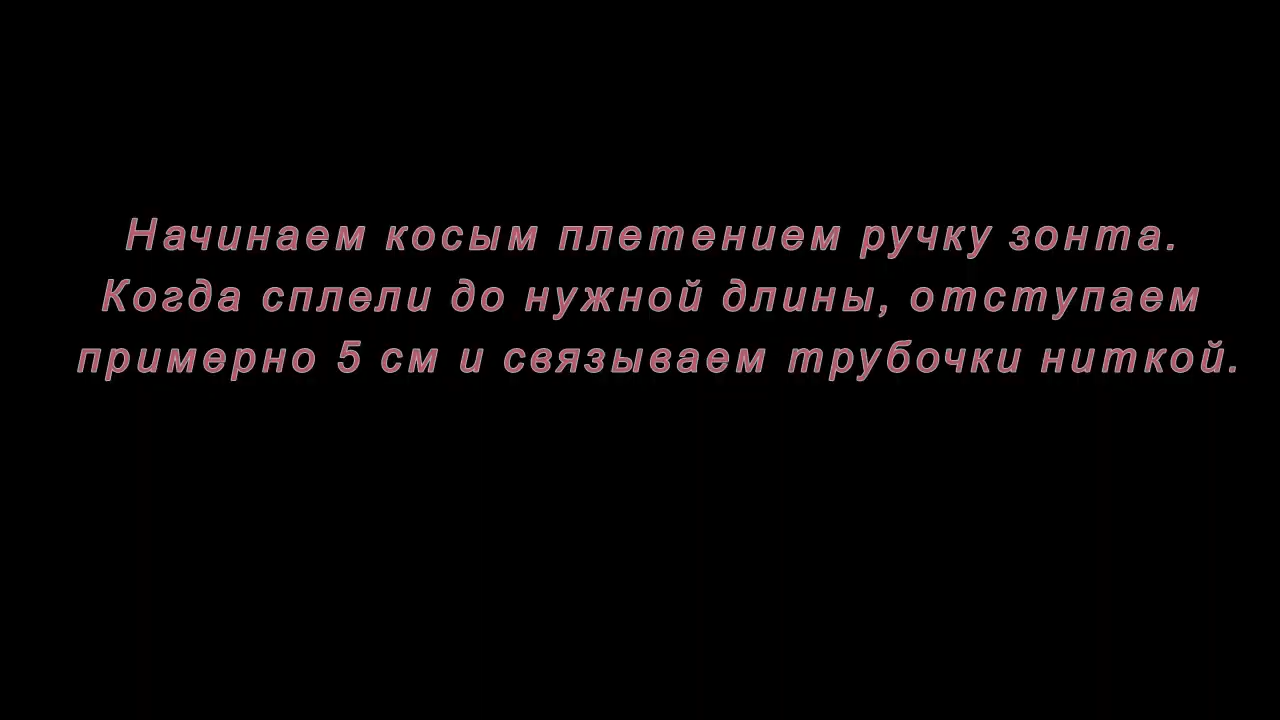 Начинаем косым плетением ручку зонта.
Когда сплели до нужной длины, отступаем
примерно 5 см и связываем трубочки ниткой.